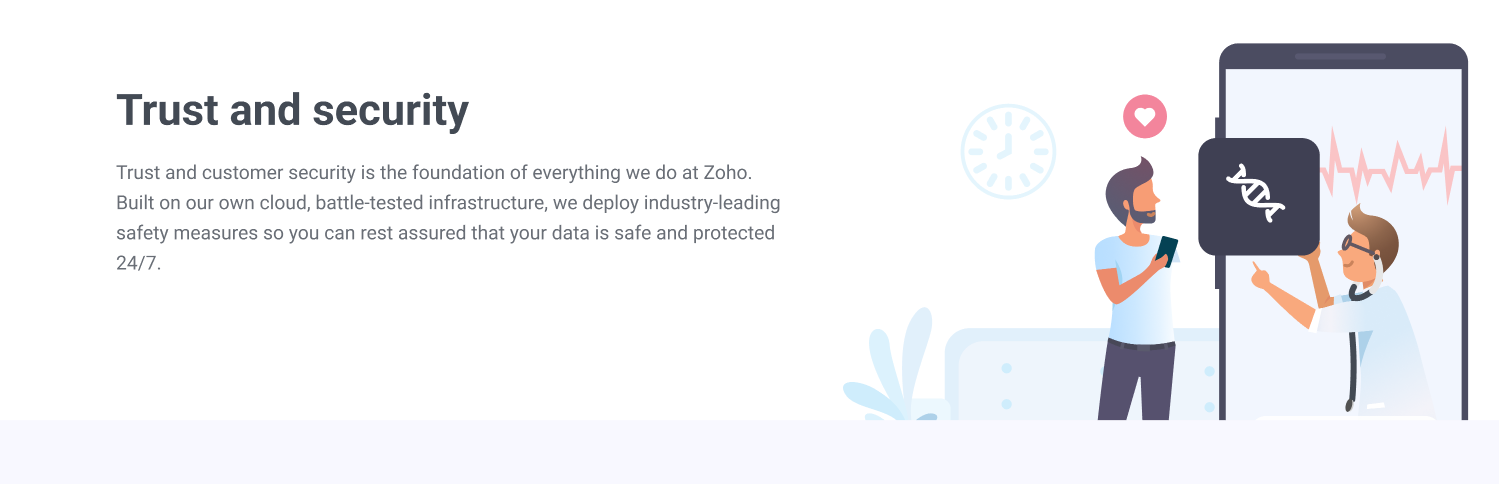 Trust and security
Trust and customer security is the foundation of everything we do at Zoho.
Built on our own cloud, battle-tested infrastructure, we deploy industry-leading
safety measures so you can rest assured that your data is safe and protected
24/7.